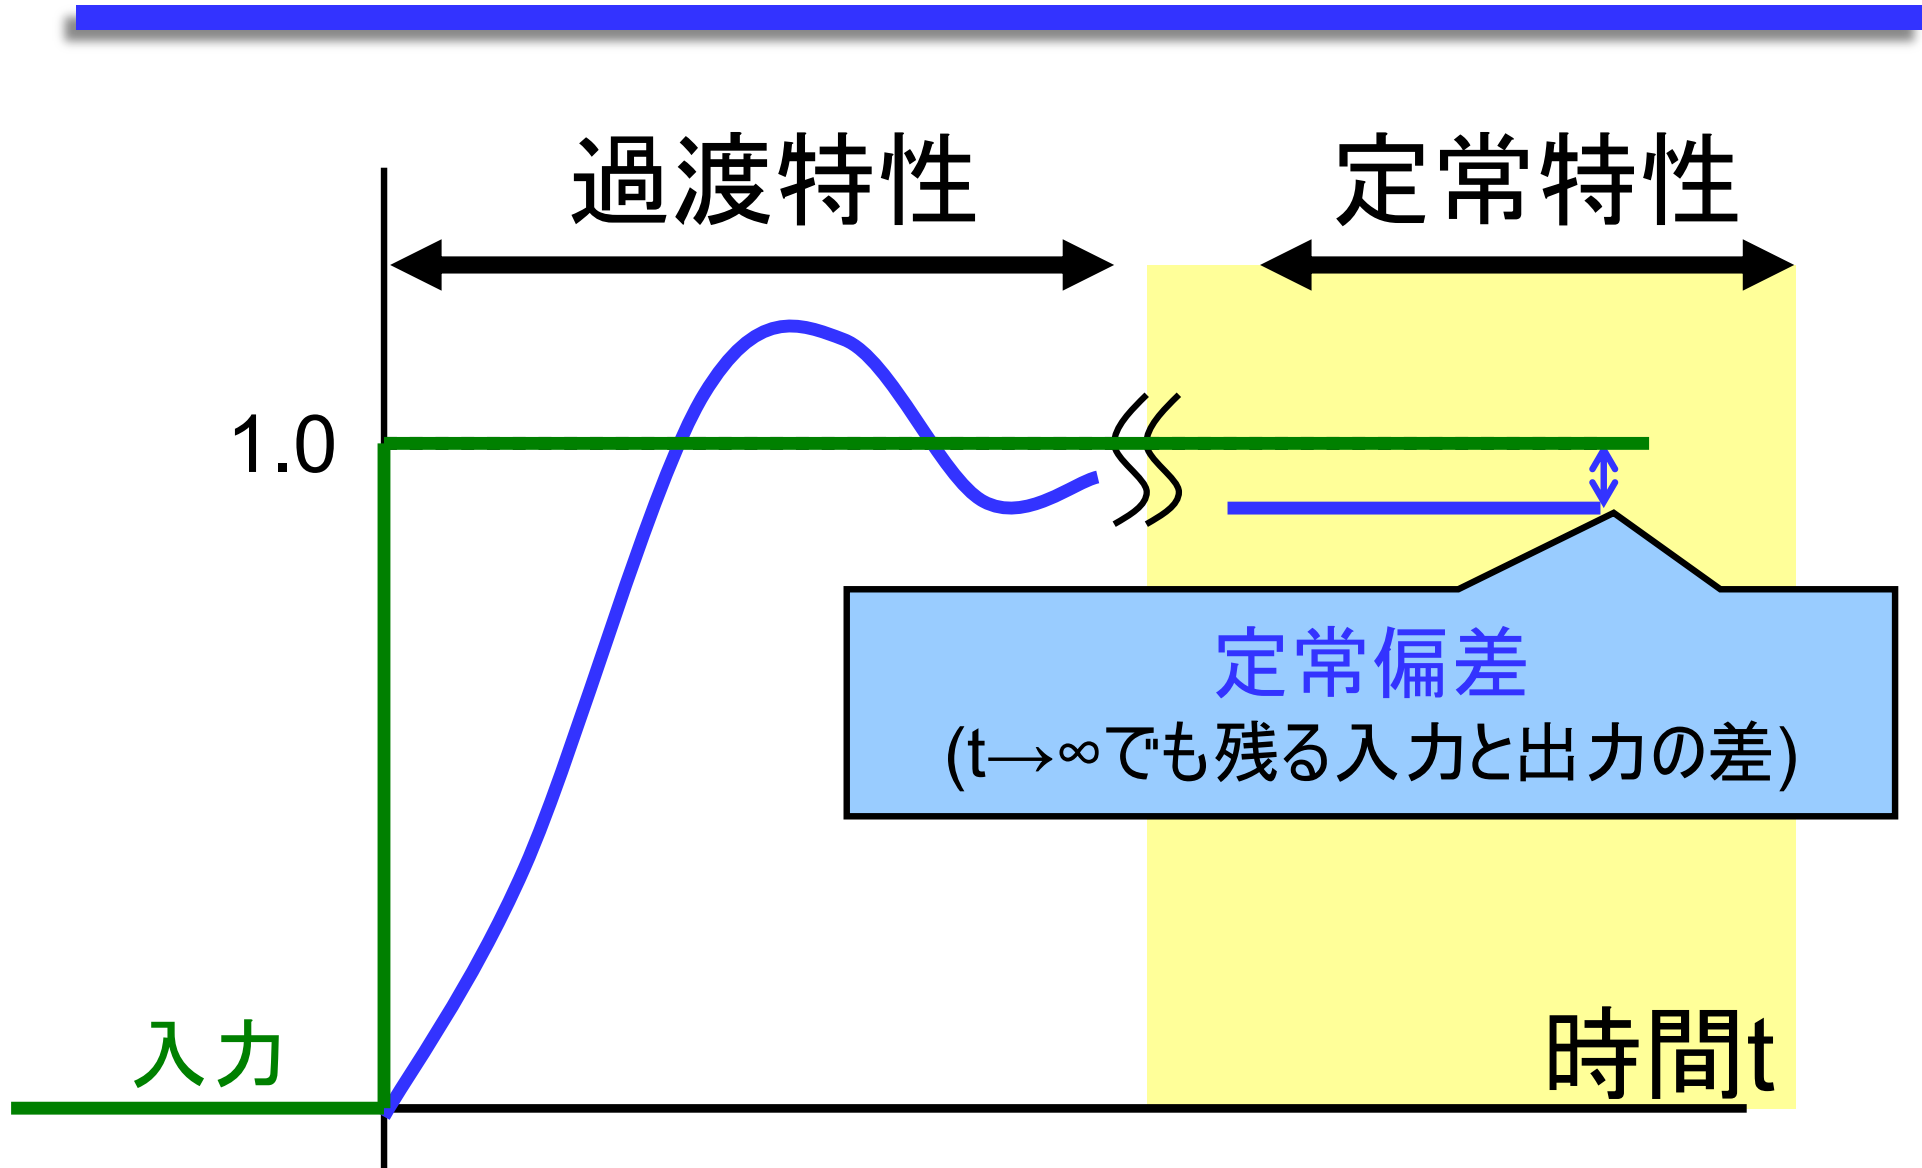 過渡特性
定常特性
1.0
定常偏差
(t→∞でも残る入力と出力の差)
入力
時間t